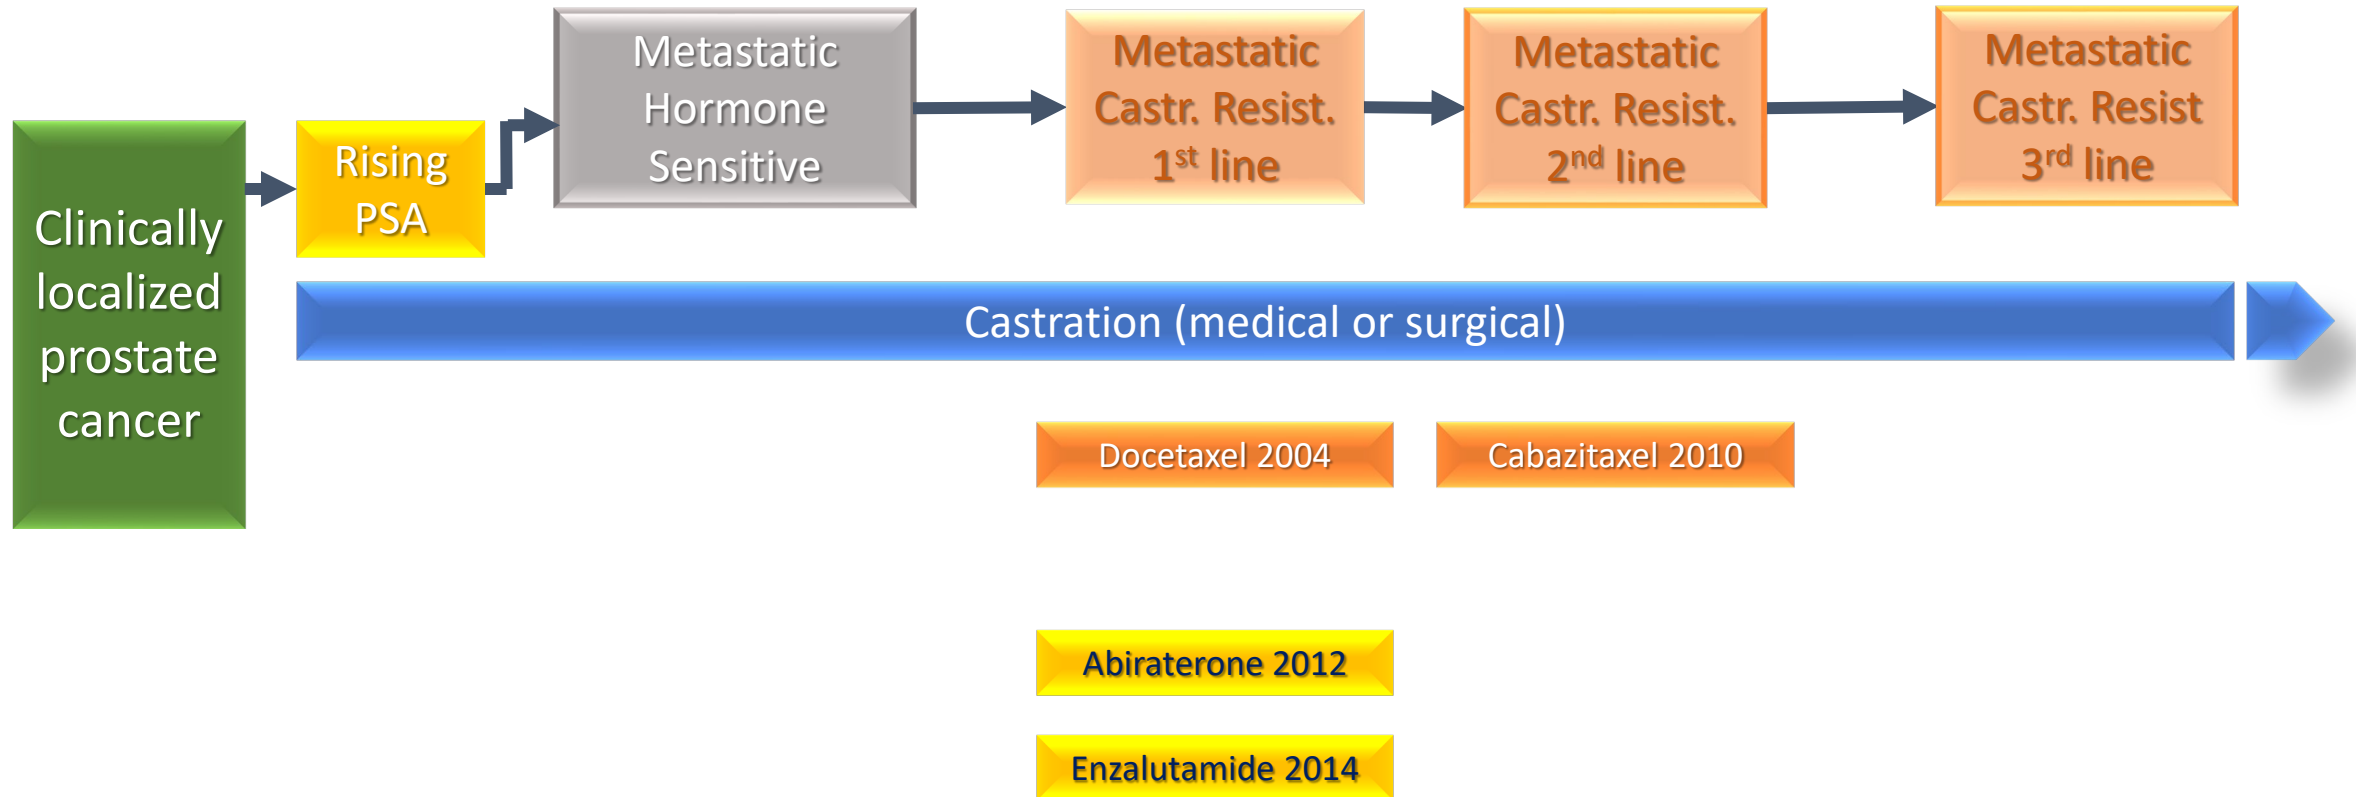 Clinically
localized
prostate
cancer
Rising
PSA
Metastatic
Hormone
Sensitive
Metastatic
Castr. Resist.
1st line
Metastatic
Castr. Resist.
2nd line
Metastatic
Castr. Resist
3rd line
Castration (medical or surgical)
Docetaxel 2004
Cabazitaxel 2010
Abiraterone 2012
Enzalutamide 2014